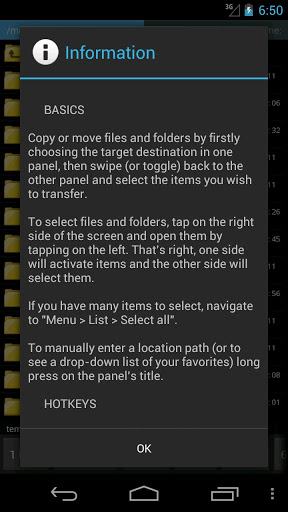 3G 6:50
/m
me:
Information
BASICS
Copy or move files and folders by firstly
choosing the target destination in one
panel, then swipe (or toggle) back to the
other panel and select the items you wish
to transfer.
To select files and folders, tap on the right
side of the screen and open them by
tapping on the left. That's right, one side
will activate items and the other side will
select them.
If you have many items to select, navigate
to "Menu > List > Select all".
To manually enter a location path (or to
see a drop-down list of your favorites) long
press on the panel's title.
HOTKEYS
OK